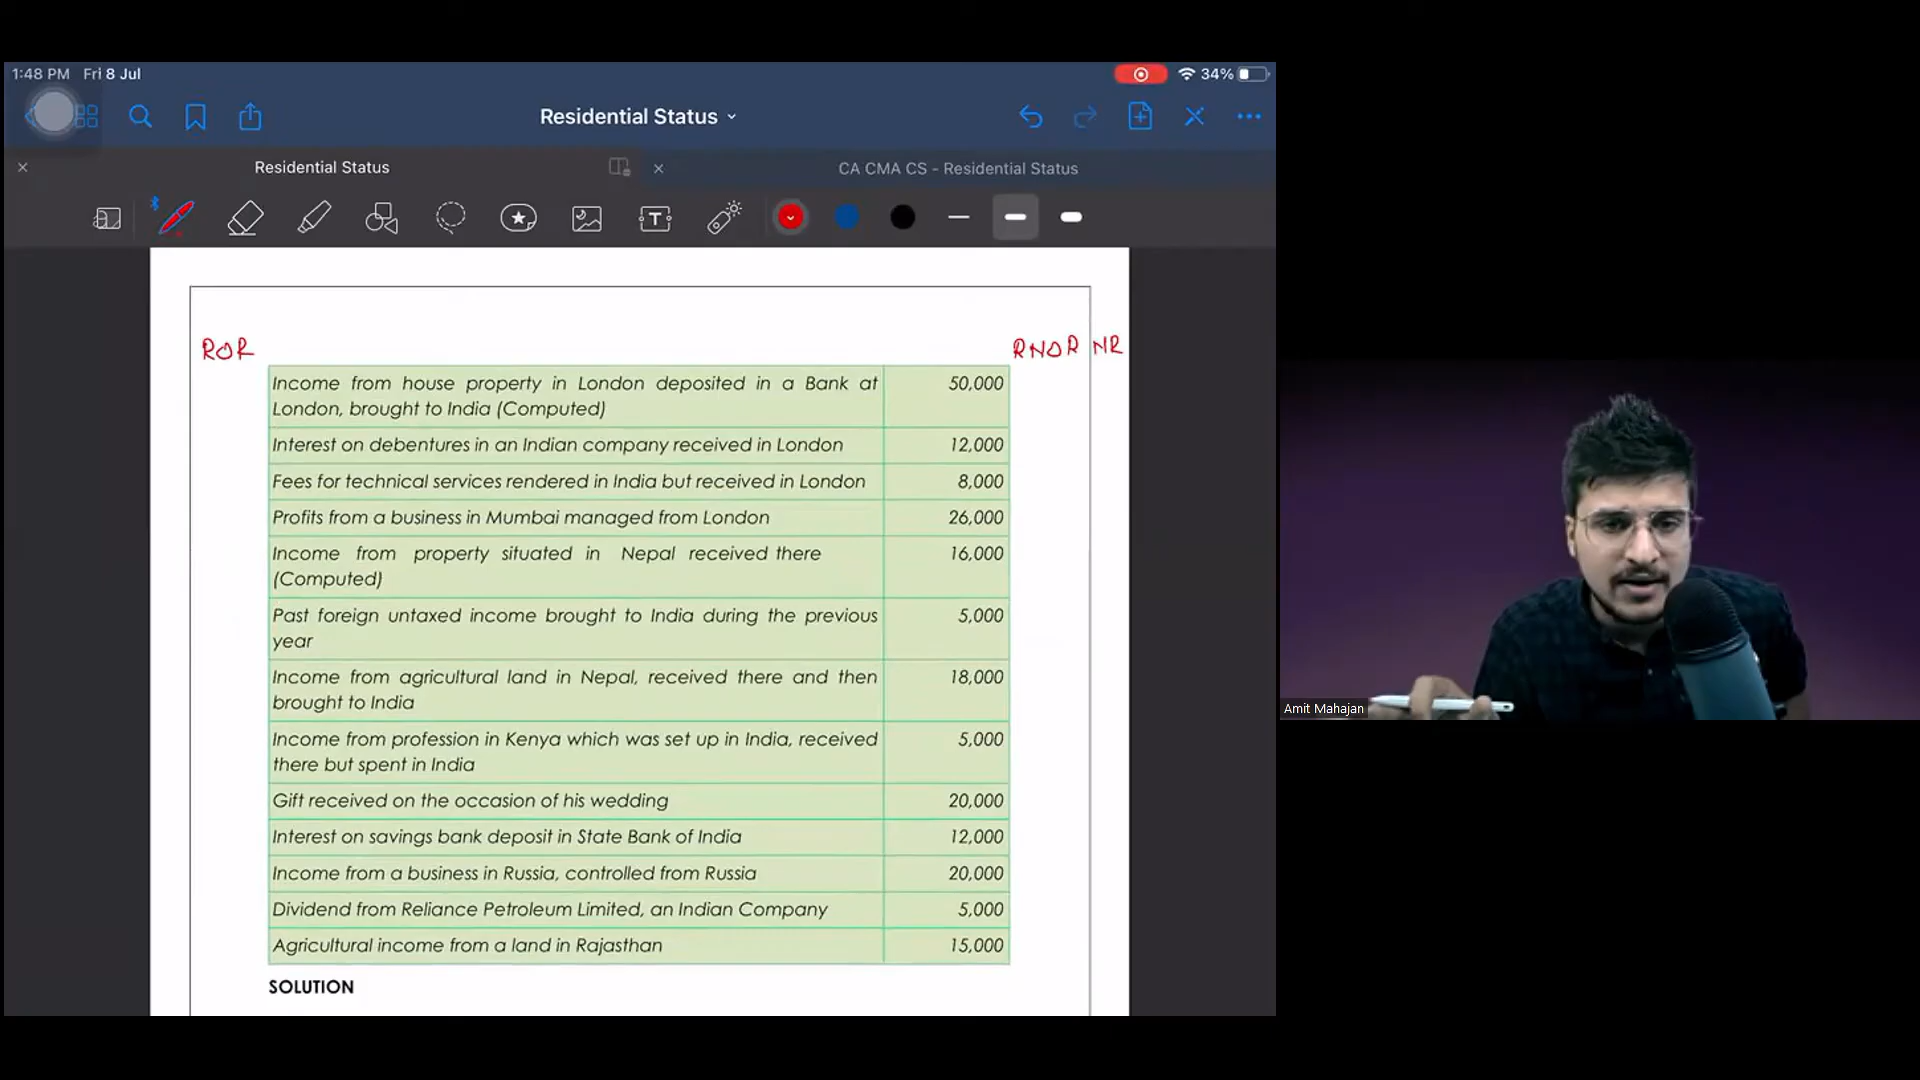 1:48 PM Fri 8 Jul
34%
Residential Status
Residential Status
CA CMA CS - Residential Status
T
ROR
RNOR NR
Income from house property in London deposited in a Bank at 50,000
London, brought to India (Computed)
Interest on debentures in an Indian company received in London 12,000
Fees for technical services rendered in India but received in London 8,000
Profits from a business in Mumbai managed from London 26,000
Income from property situated in Nepal received there 16,000
(Computed)
Past foreign untaxed income brought to India during the previous 5,000
year
Income from agricultural land in Nepal, received there and then 18,000
brought to India
Income from profession in Kenya which was set up in India, received 5,000
there but spent in India
Gift received on the occasion of his wedding 20,000
Interest on savings bank deposit in State Bank of India 12,000
Income from a business in Russia, controlled from Russia 20,000
Dividend from Reliance Petroleum Limited, an Indian Company 5,000
Agricultural income from a land in Rajasthan 15,000
SOLUTION
Amit Mahajan